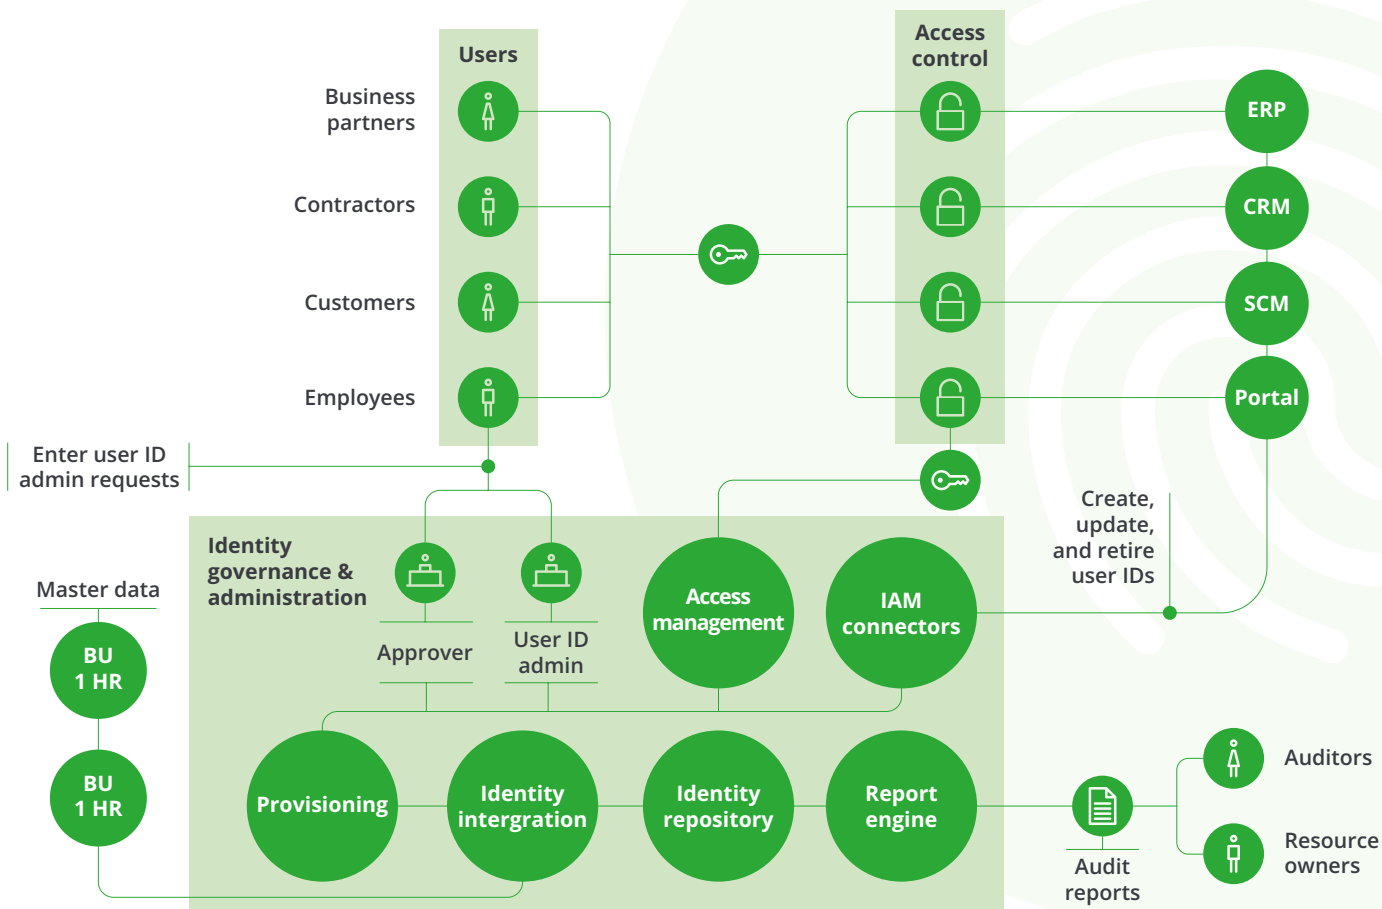 Users
Access
control
Business
partners
ERP
Contractors
CRM
Customers
SCM
Employees
Portal
Enter user ID
admin requests
Create,
update,
and retire
user IDs
Identity
governance &
administration
Master data
Access
management
IAM
connectors
Approver
User ID
admin
BU
1 HR
BU
1 HR
Provisioning
Identity
intergration
Identity
repository
Report
engine
Auditors
Audit
reports
Resource
owners